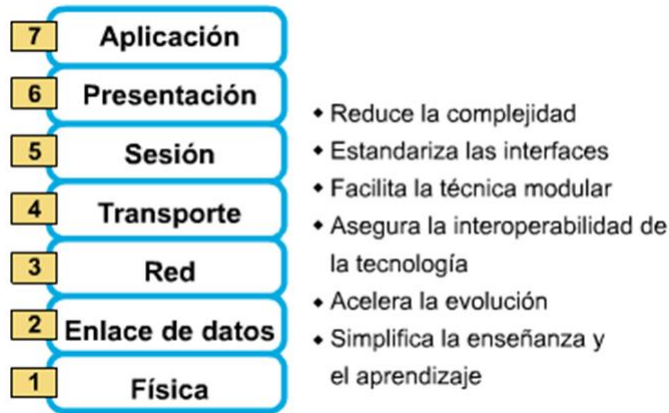 7 Aplicación
6 Presentación
5 Sesión
4 Transporte
3 Red
2 Enlace de datos
1 Física
• Reduce la complejidad
• Estandariza las interfaces
• Facilita la técnica modular
• Asegura la interoperabilidad de
la tecnología
• Acelera la evolución
• Simplifica la enseñanza y
el aprendizaje